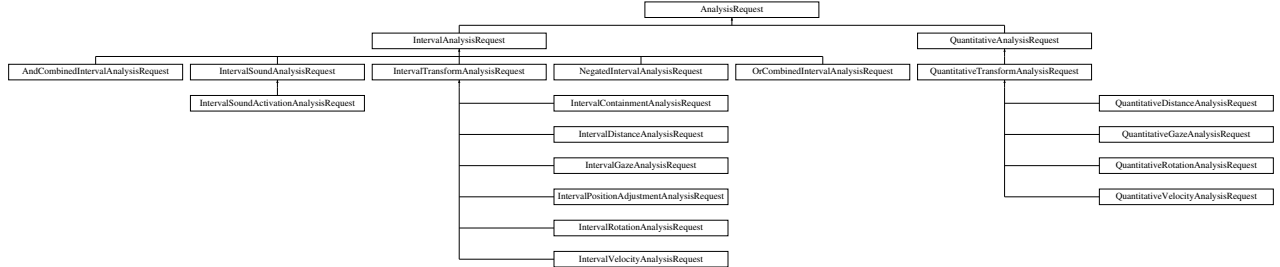 AnalysisRequest
IntervalAnalysisRequest
QuantitativeAnalysisRequest
AndCombinedIntervalAnalysisRequest
IntervalSoundAnalysisRequest
IntervalTransformAnalysisRequest
NegatedIntervalAnalysisRequest
OrCombinedIntervalAnalysisRequest
QuantitativeTransformAnalysisRequest
IntervalSoundActivationAnalysisRequest
IntervalContainmentAnalysisRequest
QuantitativeDistanceAnalysisRequest
IntervalDistanceAnalysisRequest
QuantitativeGazeAnalysisRequest
IntervalGazeAnalysisRequest
QuantitativeRotationAnalysisRequest
IntervalPositionAdjustmentAnalysisRequest
QuantitativeVelocityAnalysisRequest
IntervalRotationAnalysisRequest
IntervalVelocityAnalysisRequest